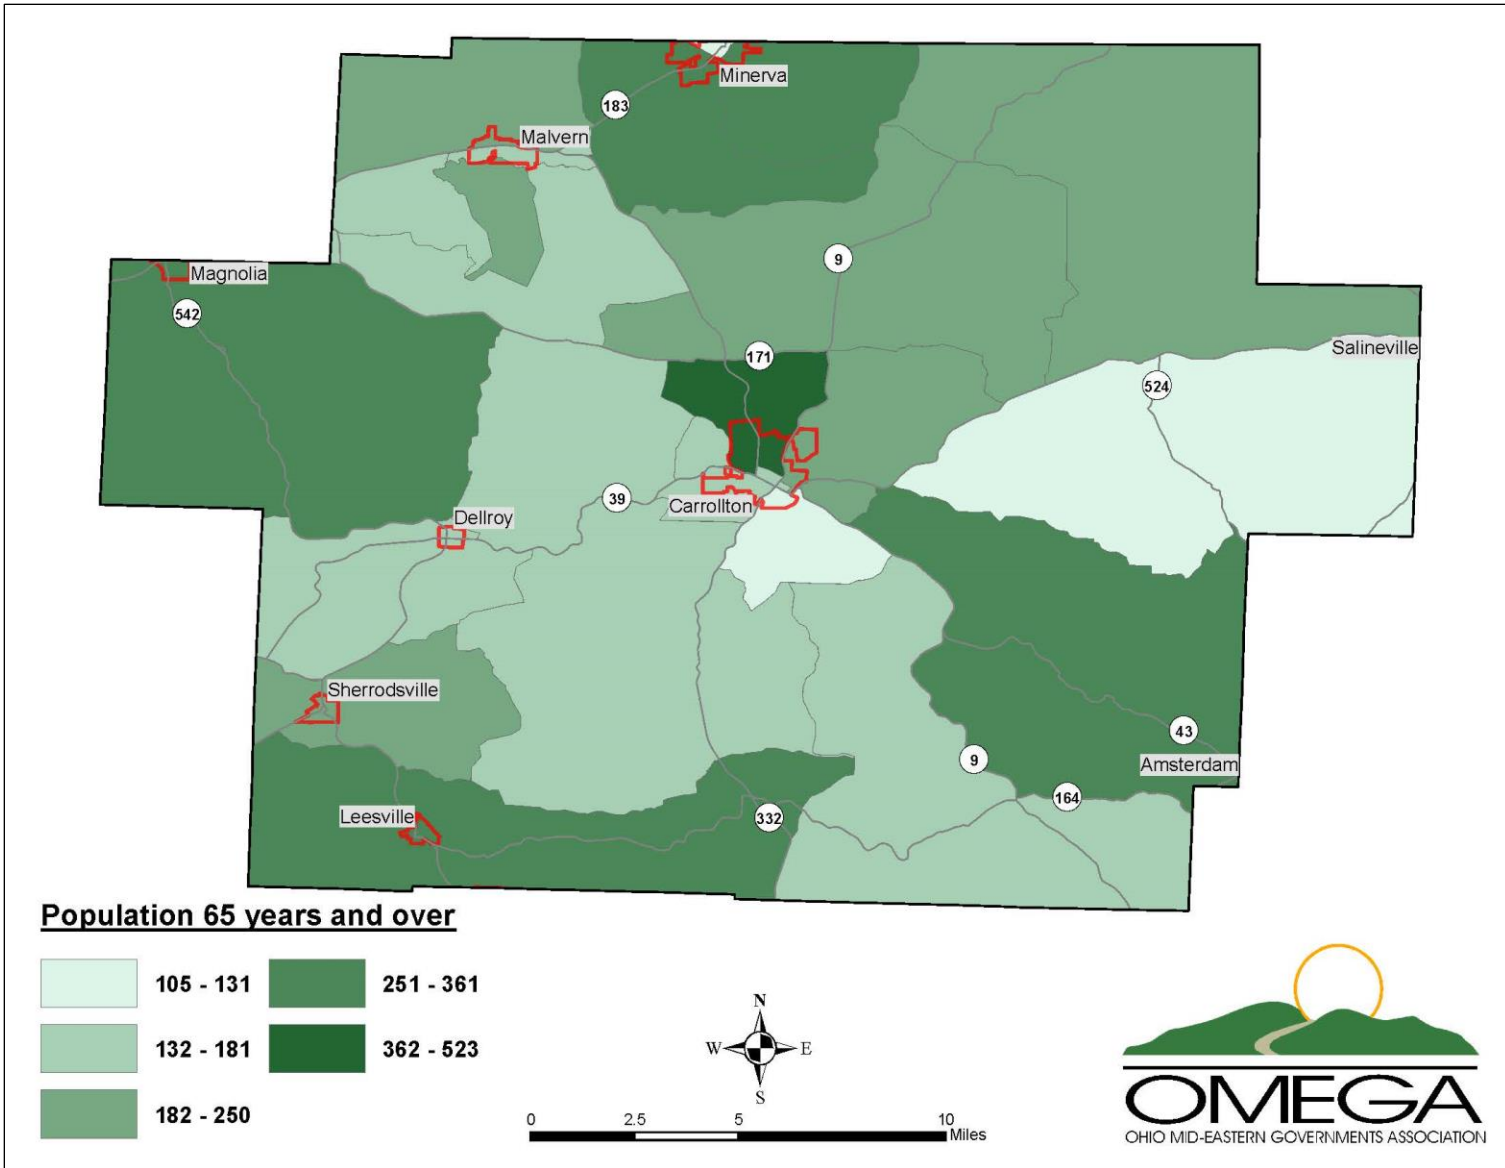 Minerva
183
Malvern
9
Magnolia
542
171
Salineville
524
39
Carrollton
Dellroy
Sherrodsville
43
9
Amsterdam
164
Leesville
332
Population 65 years and over
105 - 131
251 - 361
132 - 181
362 - 523
182 - 250
N
W E
S
0 2.5 5 10
Miles
OMEGA
OHIO MID-EASTERN GOVERNMENTS ASSOCIATION